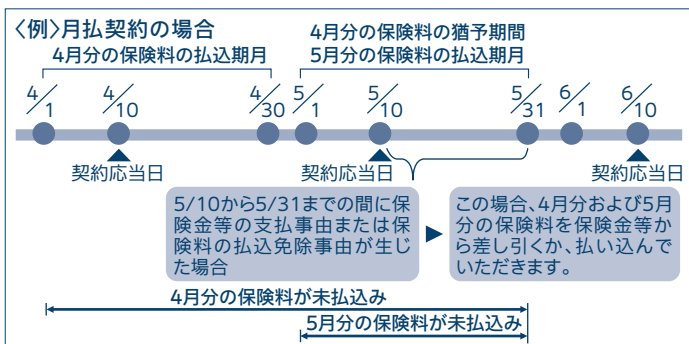 〈例〉月払契約の場合
4月分の保険料の払込期月
4月分の保険料の猶予期間
5月分の保険料の払込期月
4/1 4/10 4/30 5/1 5/10 5/31 6/1 6/10
契約応当日 契約応当日 契約応当日
5/10から5/31までの間に保
険金等の支払事由または保
険料の払込免除事由が生じ
た場合
この場合、4月分および5月
分の保険料を保険金等か
ら差し引くか、払い込んで
いただきます。
4月分の保険料が未払込み
5月分の保険料が未払込み